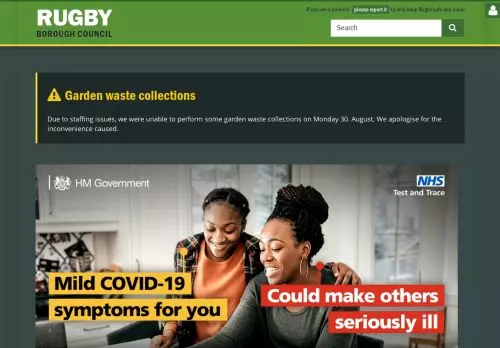 RUGBY
BOROUGH COUNCIL
If you see a problem, please report it to help keep Rugby safe and clean
Search
Garden waste collections
Due to staffing issues, we were unable to perform some garden waste collections on Monday 30. August. We apologise for the
inconvenience caused.
HM Government
NHS
Test and Trace
Mild COVID-19
symptoms for you
Could make others
seriously ill